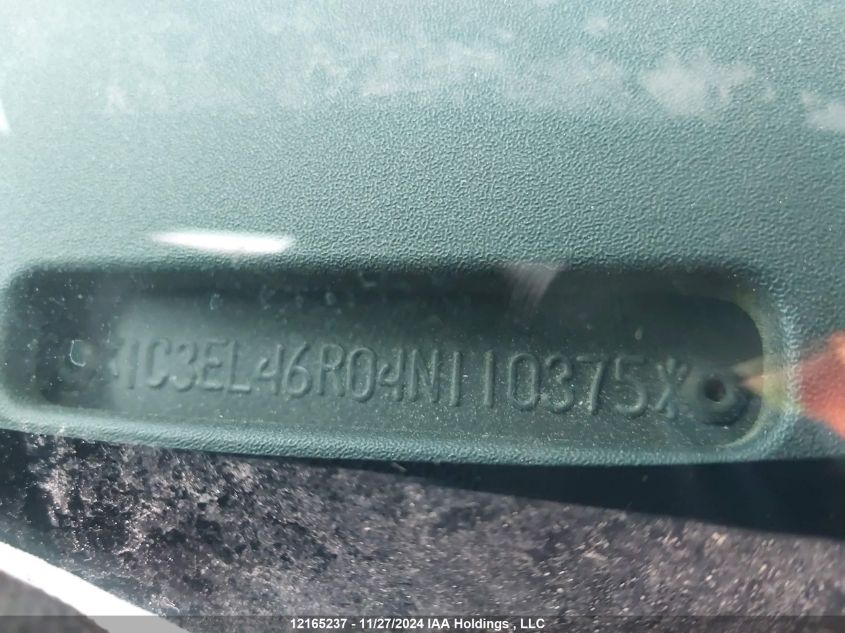 *1C3EL46R04N110375*
12165237 - 11/27/2024 IAA Holdings , LLC